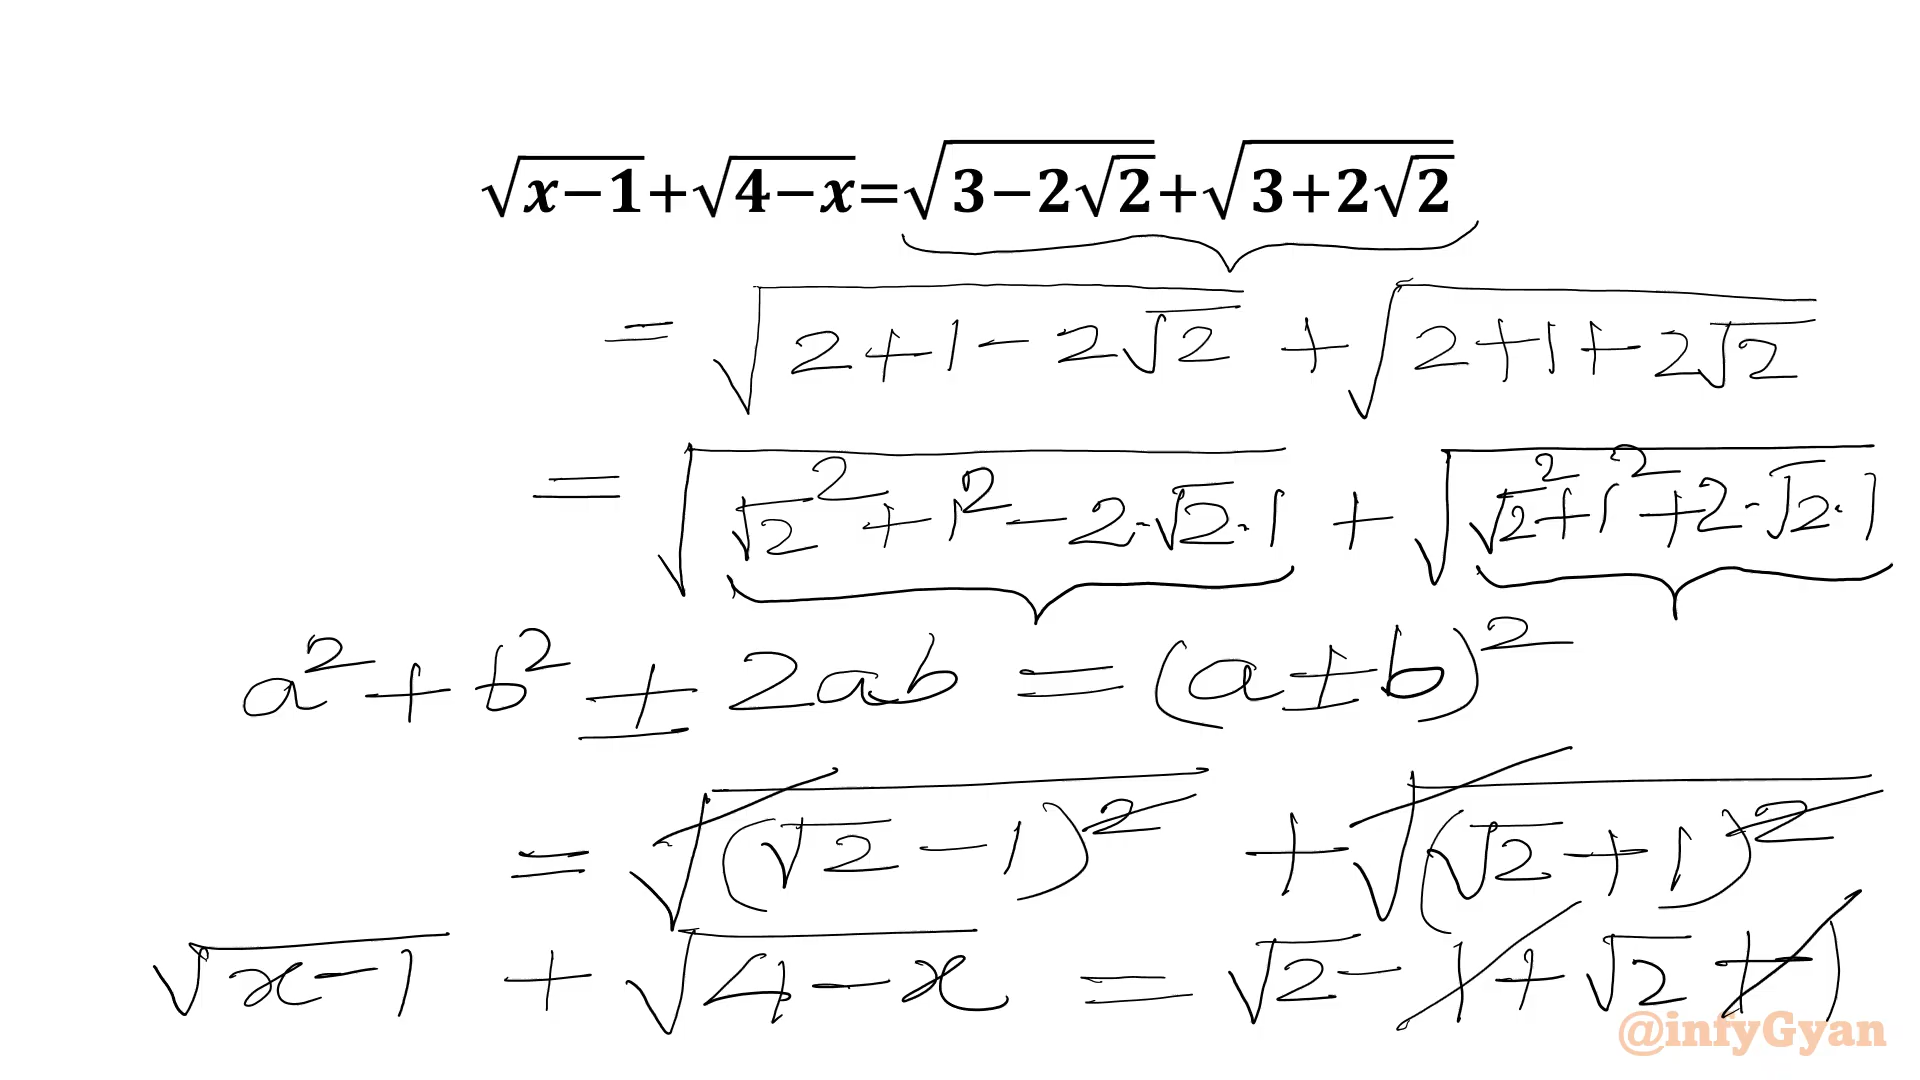 √(x−1)+√(4−x)=√(3−2√2)+√(3+2√2)
= √(2+1−2√2) + √(2+1+2√2)
= √(√2²+1²−2·√2·1) + √(√2²+1²+2·√2·1)
a²+b²±2ab=(a±b)²
= √(√2−1)² + √(√2+1)²
√(x−1) + √(4−x) = √2−1+√2+1
@infyGyan